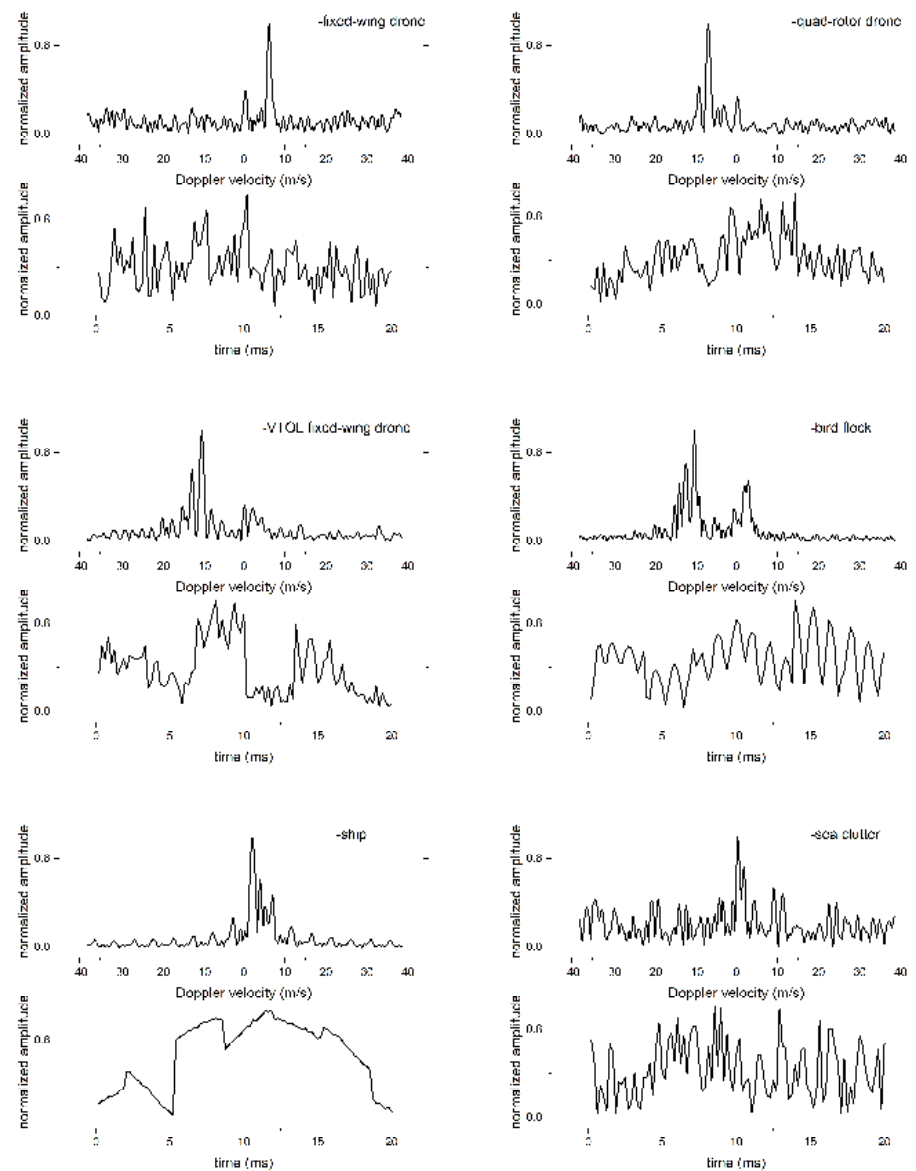 -fixed-wing drone
normalized amplitude
0.8
0.0
40 30 20 10 0 10 20 30 40
Doppler velocity (m/s)
normalized amplitude
0.6
0.0
0 5 10 15 20
time (ms)
-quad-rotor drone
normalized amplitude
0.8
0.0
40 30 20 10 0 10 20 30 40
Doppler velocity (m/s)
normalized amplitude
0.6
0.0
0 5 10 15 20
time (ms)
-VTOL fixed-wing drone
normalized amplitude
0.8
0.0
40 30 20 10 0 10 20 30 40
Doppler velocity (m/s)
normalized amplitude
0.6
0.0
0 5 10 15 20
time (ms)
-bird flock
normalized amplitude
0.8
0.0
40 30 20 10 0 10 20 30 40
Doppler velocity (m/s)
normalized amplitude
0.6
0.0
0 5 10 15 20
time (ms)
-ship
normalized amplitude
0.8
0.0
40 30 20 10 0 10 20 30 40
Doppler velocity (m/s)
normalized amplitude
0.6
0 5 10 15 20
time (ms)
-sea clutter
normalized amplitude
0.8
0.0
40 30 20 10 0 10 20 30 40
Doppler velocity (m/s)
normalized amplitude
0.6
0.0
0 5 10 15 20
time (ms)